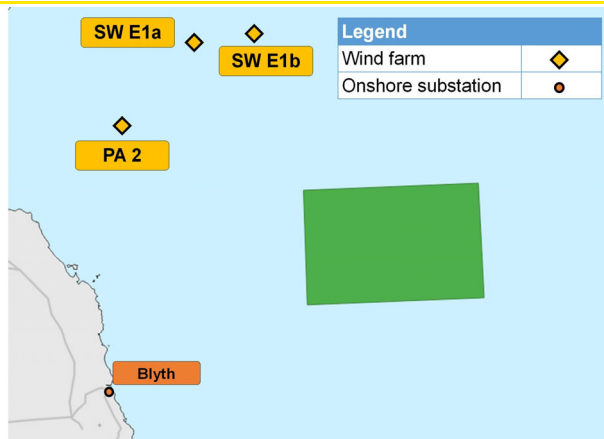 SW E1a
SW E1b
PA 2
Legend
Wind farm
Onshore substation
Blyth